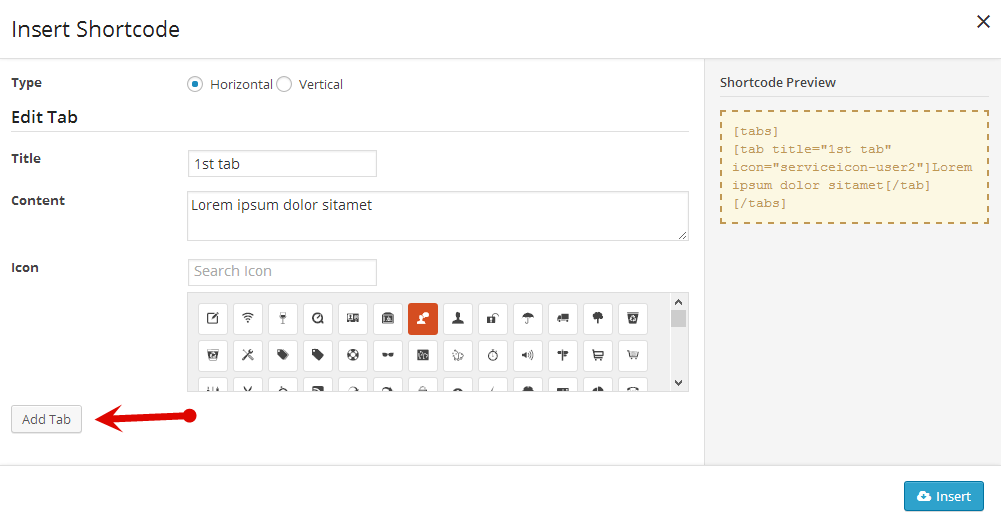 Insert Shortcode
Type
Horizontal
Vertical
Edit Tab
Title
1st tab
Content
Lorem ipsum dolor sitamet
Icon
Search Icon
Add Tab
Shortcode Preview
[tabs]
[tab title="1st tab"
icon="serviceicon-user2"]Lorem
ipsum dolor sitamet[/tab]
[/tabs]
Insert